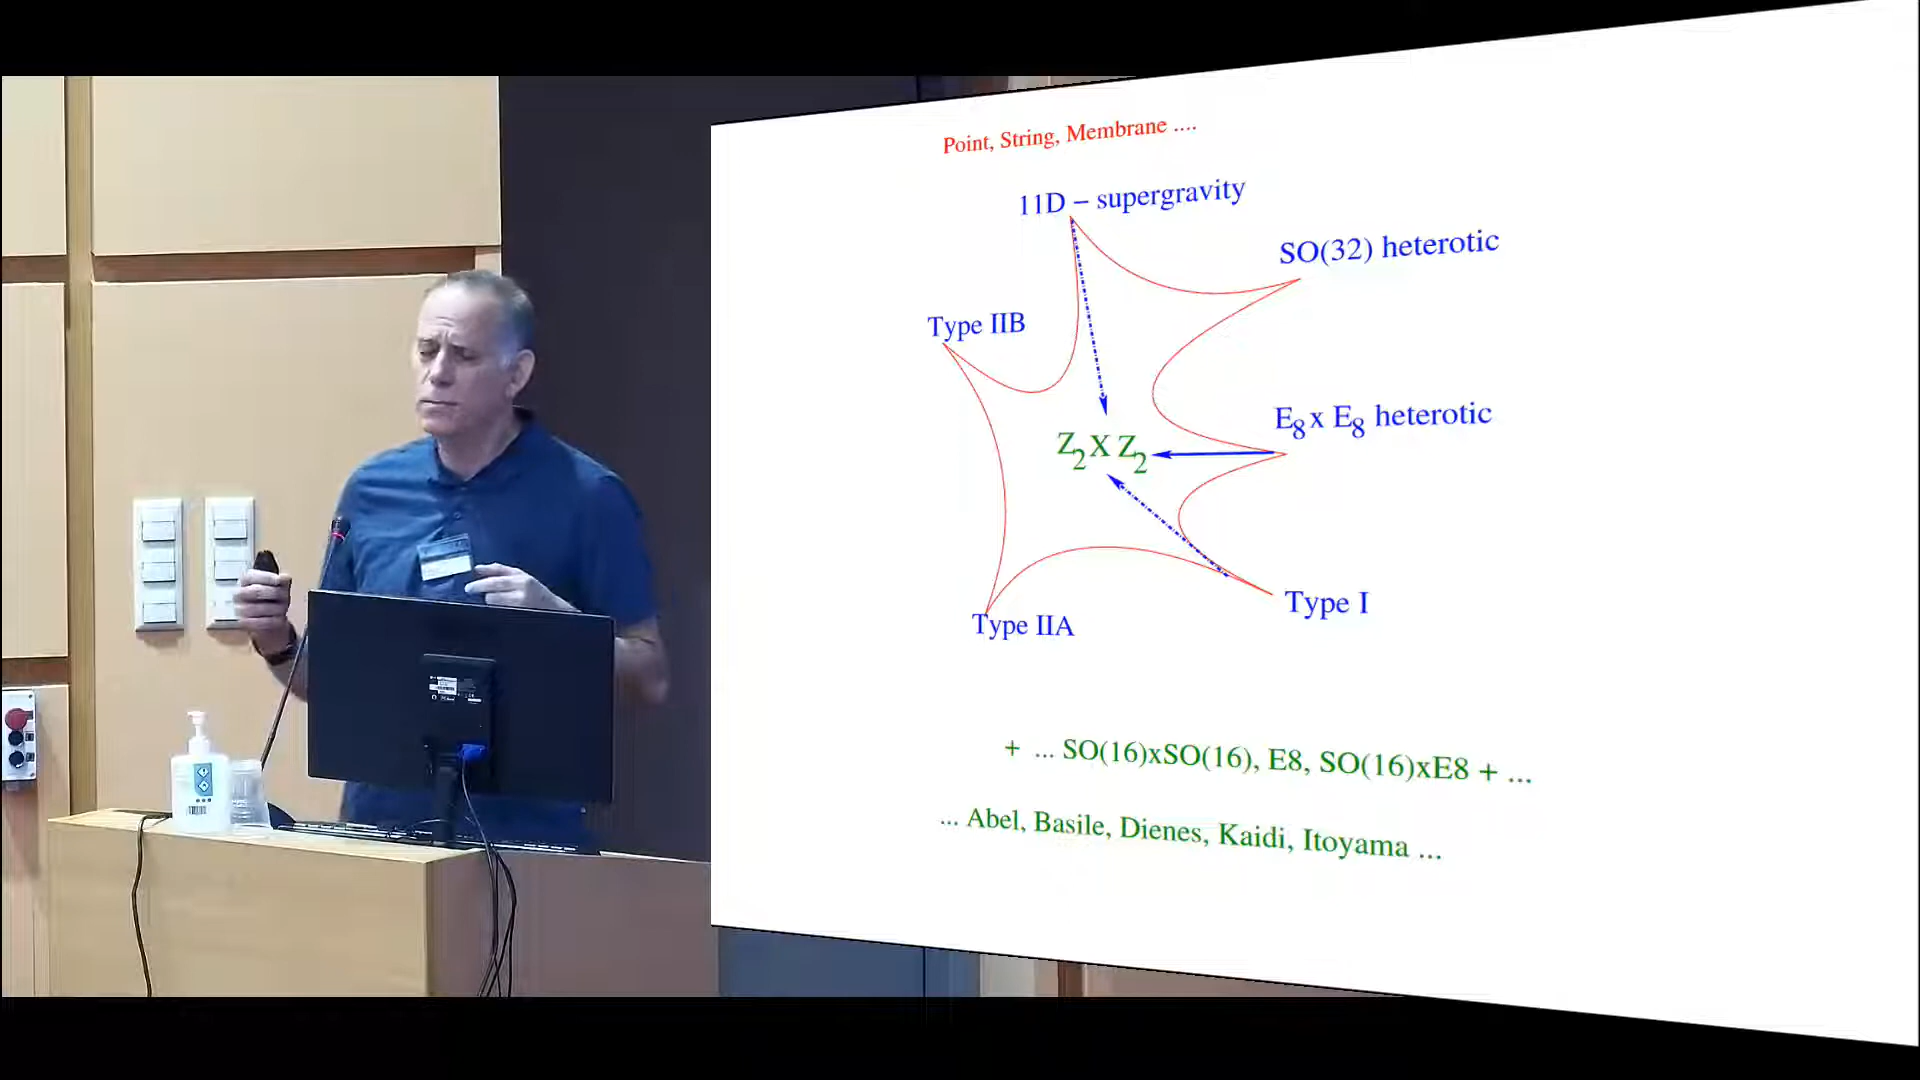 Point, String, Membrane ....
11D − supergravity
SO(32) heterotic
Type IIB
E8 x E8 heterotic
Z2 X Z2
Type I
Type IIA
+ ... SO(16)xSO(16), E8, SO(16)xE8 + ...
... Abel, Basile, Dienes, Kaidi, Itoyama ...